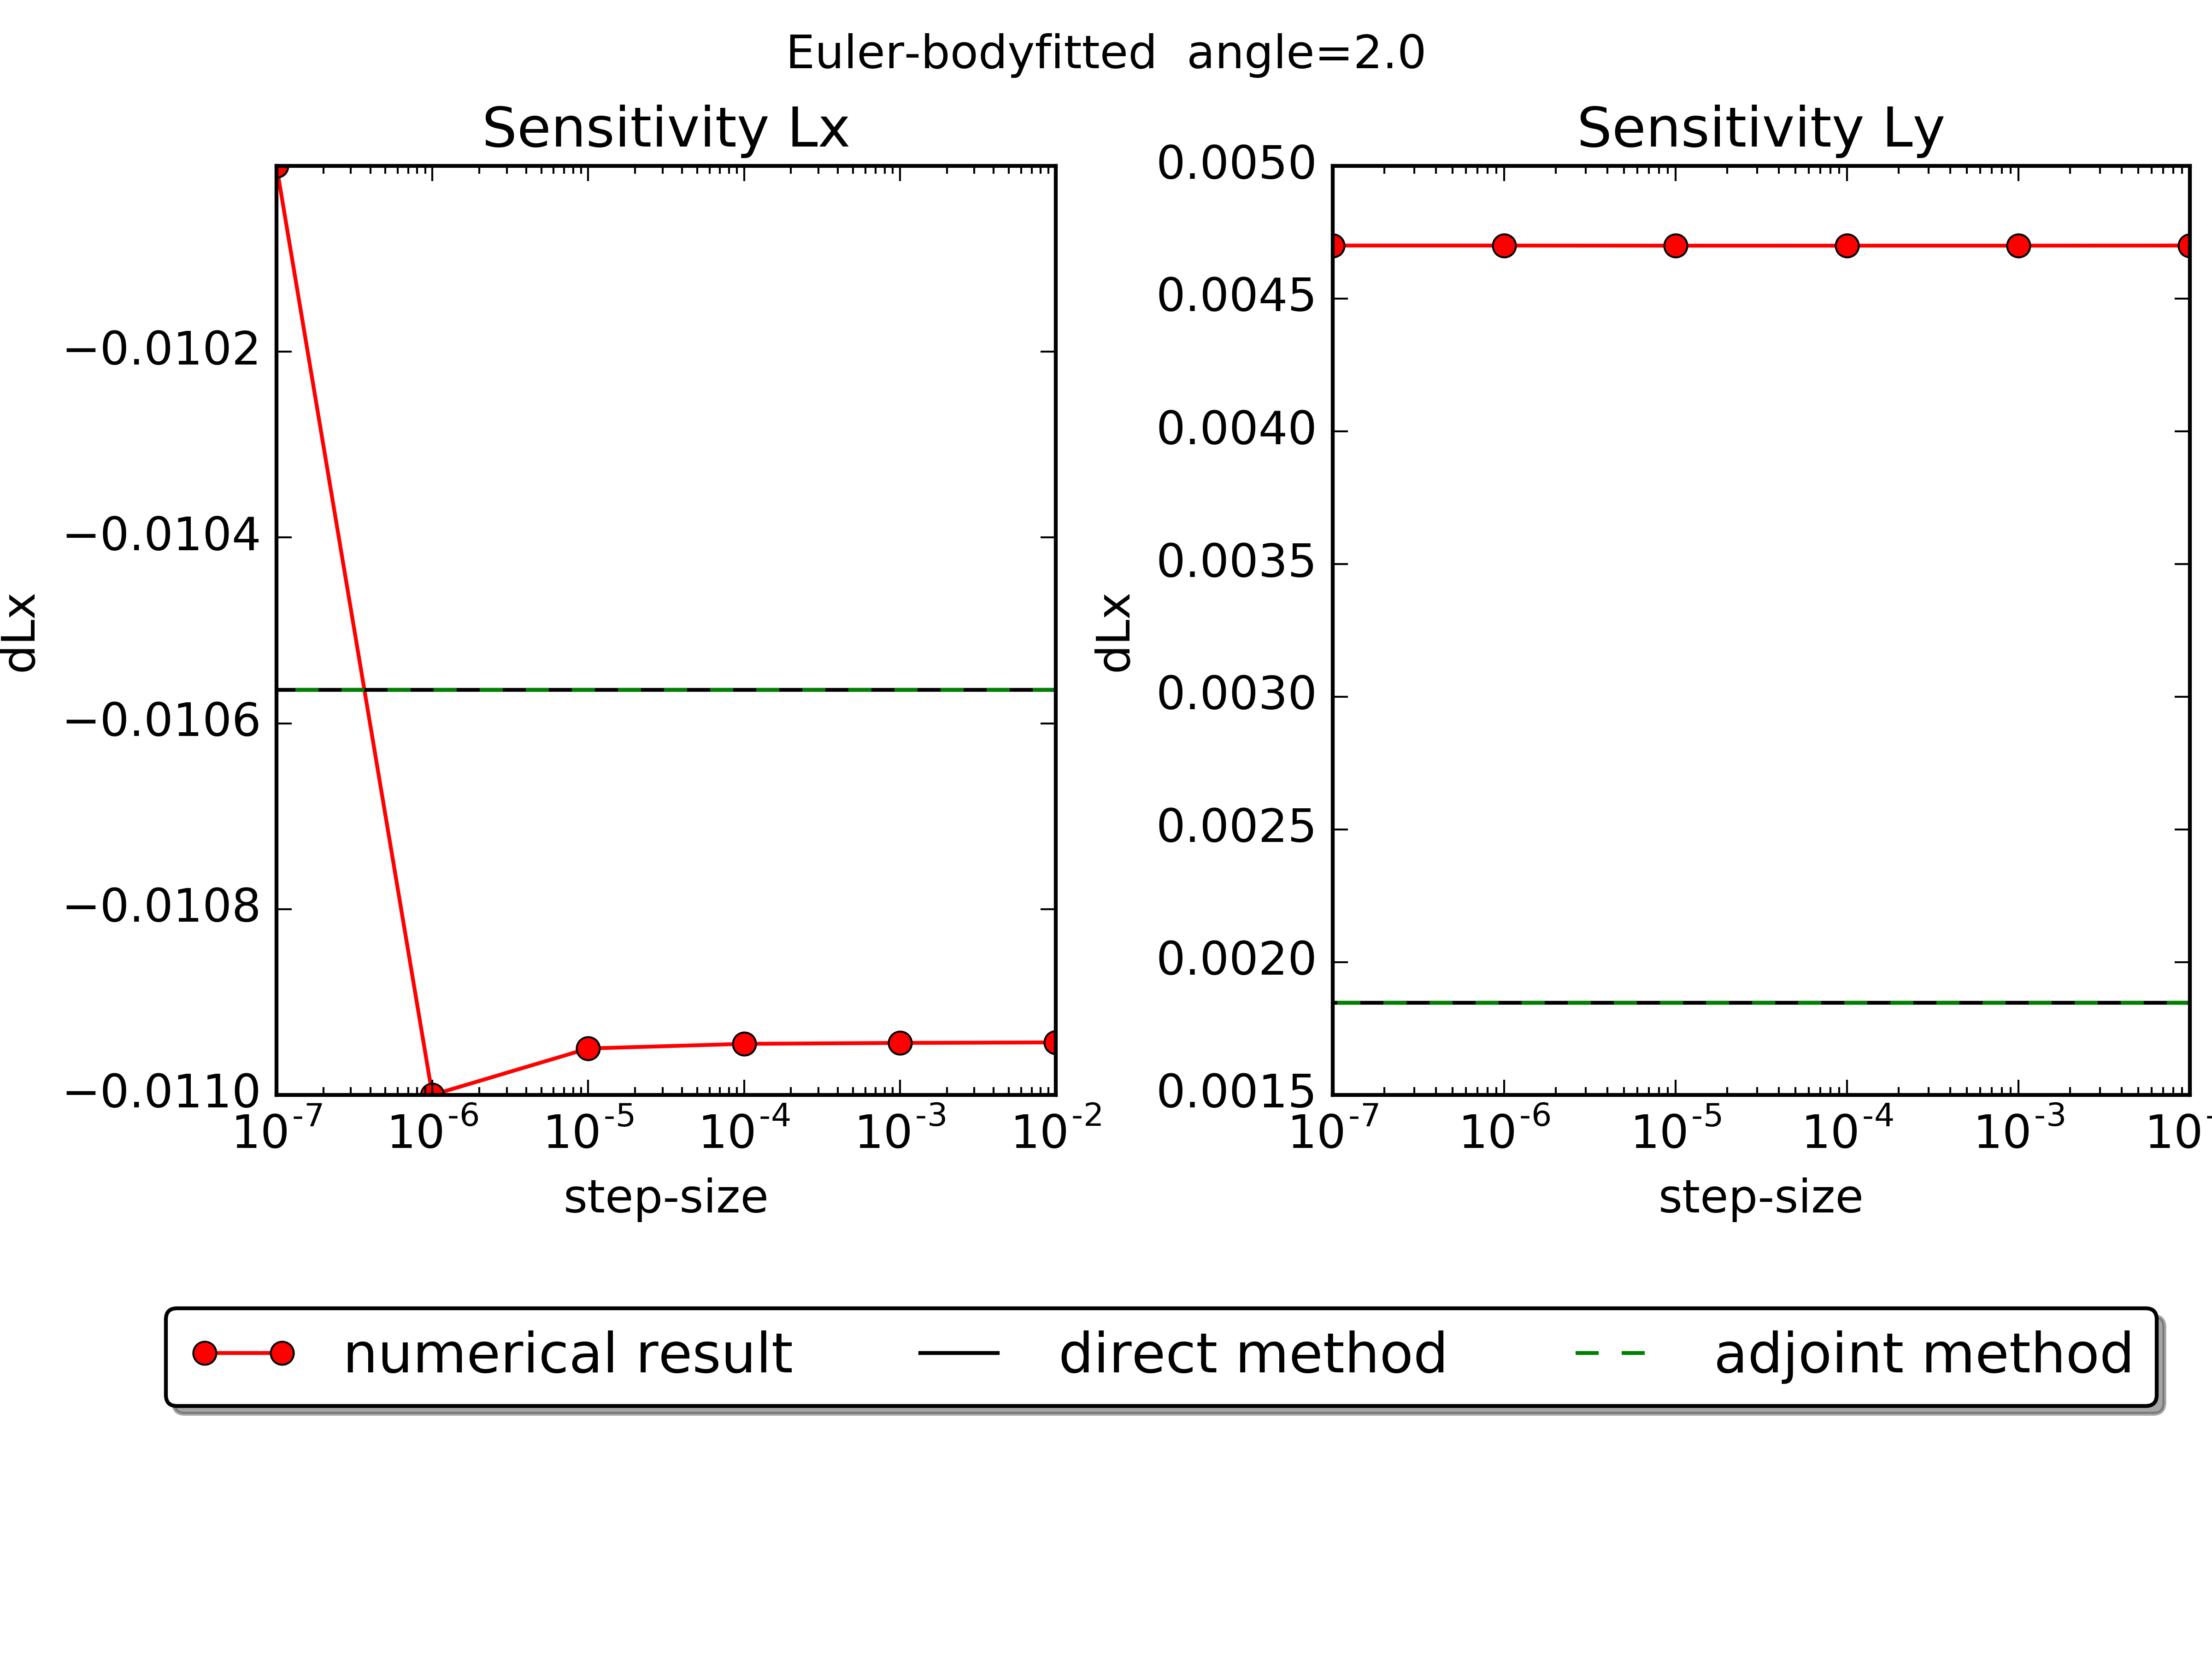 Euler-bodyfitted angle=2.0
Sensitivity Lx
−0.0102
−0.0104
−0.0106
−0.0108
−0.0110
dLx
10-7 10-6 10-5 10-4 10-3 10-2
step-size
Sensitivity Ly
0.0050
0.0045
0.0040
0.0035
0.0030
0.0025
0.0020
0.0015
dLx
10-7 10-6 10-5 10-4 10-3 10-
step-size
numerical result direct method adjoint method